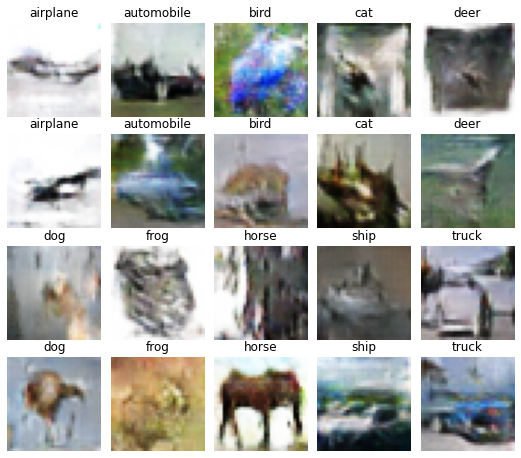 airplane automobile bird cat deer
airplane automobile bird cat deer
dog frog horse ship truck
dog frog horse ship truck